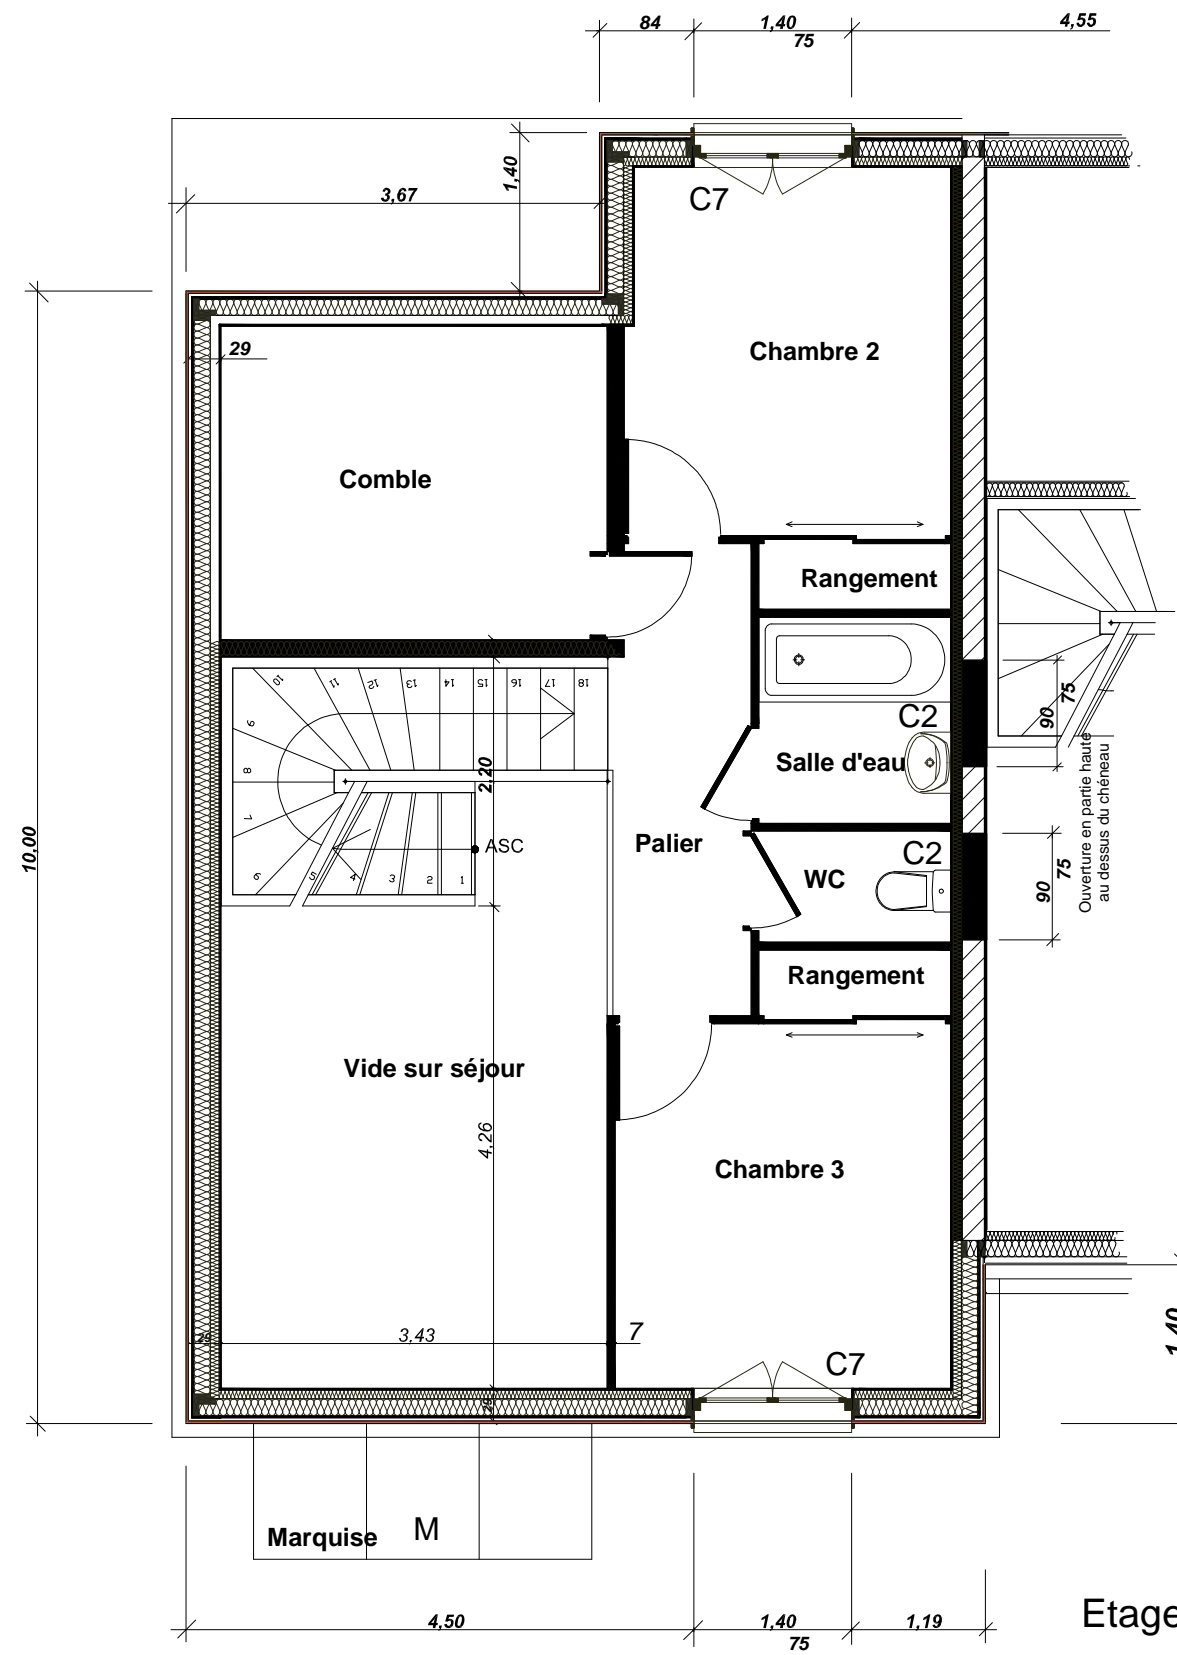 84
1,40
75
4,55
1,40
3,67
C7
29
Chambre 2
Comble
Rangement
10
11
12
13
14
15
16
17
18
9
8
7
6
5
4
3
2
1
2,20
C2
90
75
Salle d'eau
Ouverture en partie haute
au dessus du chéneau
10,00
Palier
ASC
C2
WC
90
75
Rangement
Vide sur séjour
4,26
Chambre 3
29
3,43
7
C7
1,40
29
Marquise
M
4,50
1,40
75
1,19
Etage